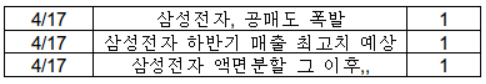 4/17 삼성전자, 공매도 폭발 1
4/17 삼성전자 하반기 매출 최고치 예상 1
4/17 삼성전자 액면분할 그 이후,, 1